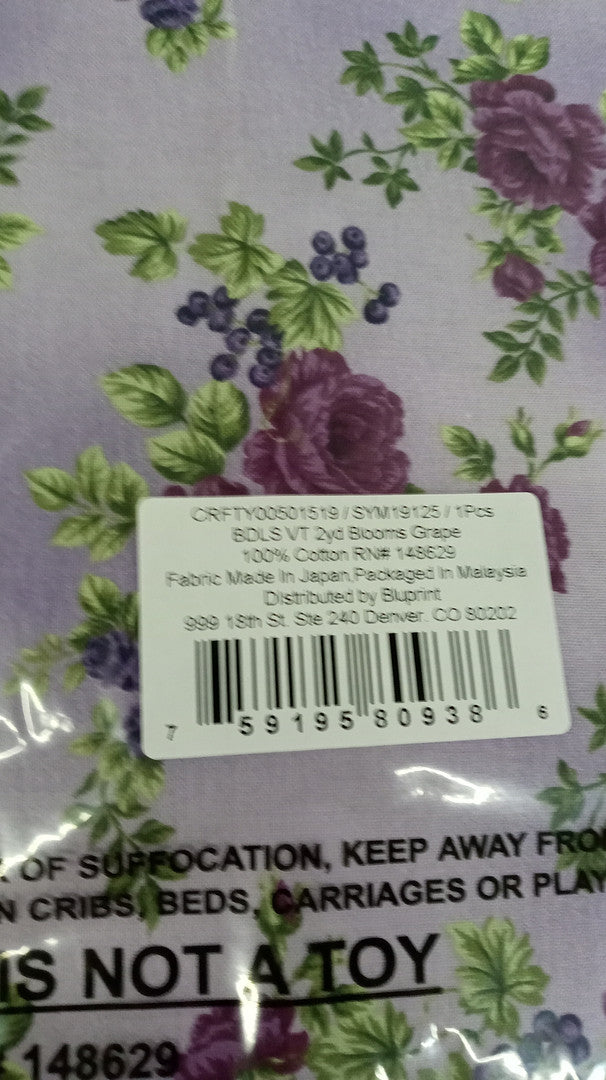 CRFTY00501519 / SYM19125 / 1Pcs
BDLS VT 2yd Blooms Grape
100% Cotton RN# 148629
Fabric Made In Japan,Packaged In Malaysia
Distributed by Bluprint
999 18th St. Ste 240 Denver. CO 80202
7 59195 80938 6
OF SUFFOCATION, KEEP AWAY FRO
N CRIBS, BEDS, CARRIAGES OR PLAY
IS NOT A TOY
148629